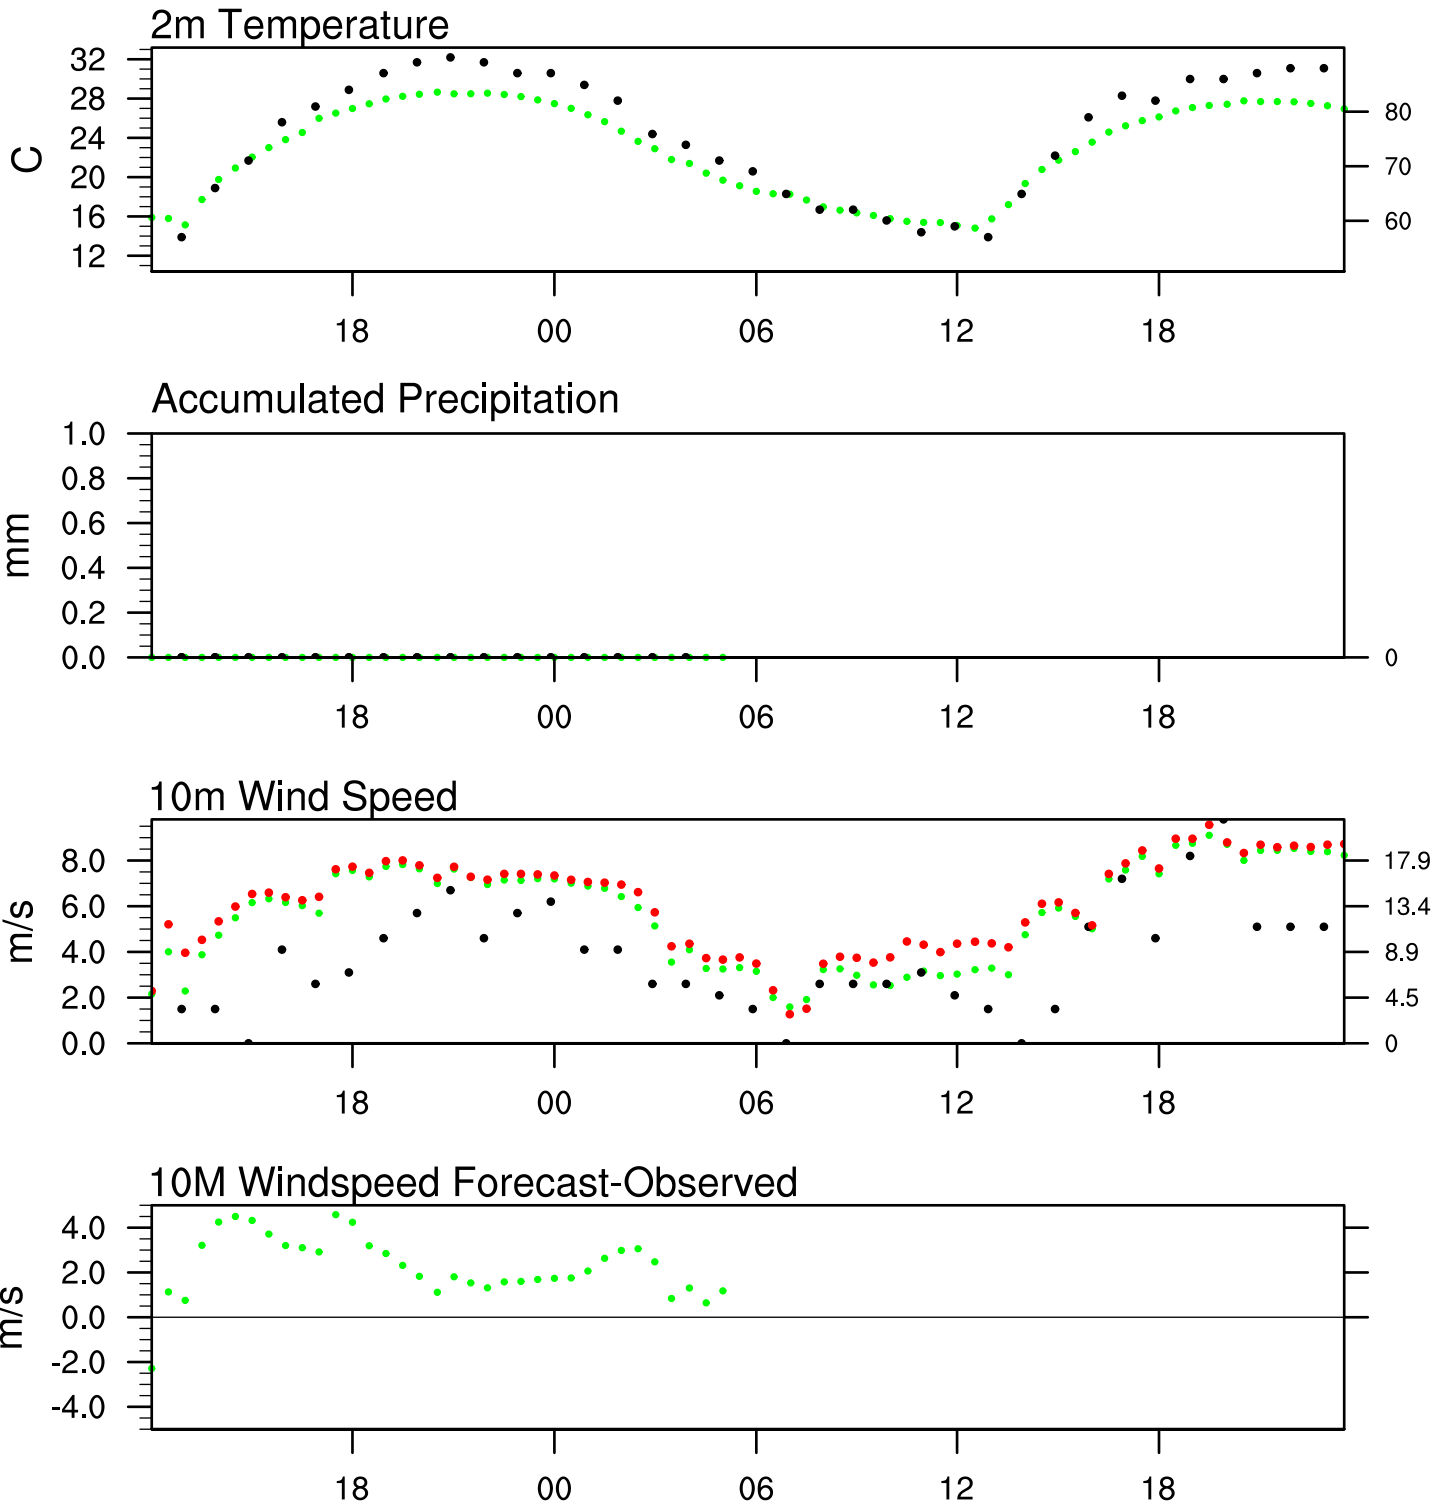 2m Temperature
32
28
24
20
16
12
C
80
70
60
18 00 06 12 18
Accumulated Precipitation
1.0
0.8
0.6
0.4
0.2
0.0
mm
0
18 00 06 12 18
10m Wind Speed
8.0
6.0
4.0
2.0
0.0
m/s
17.9
13.4
8.9
4.5
0
18 00 06 12 18
10M Windspeed Forecast-Observed
4.0
2.0
0.0
-2.0
-4.0
m/s
18 00 06 12 18